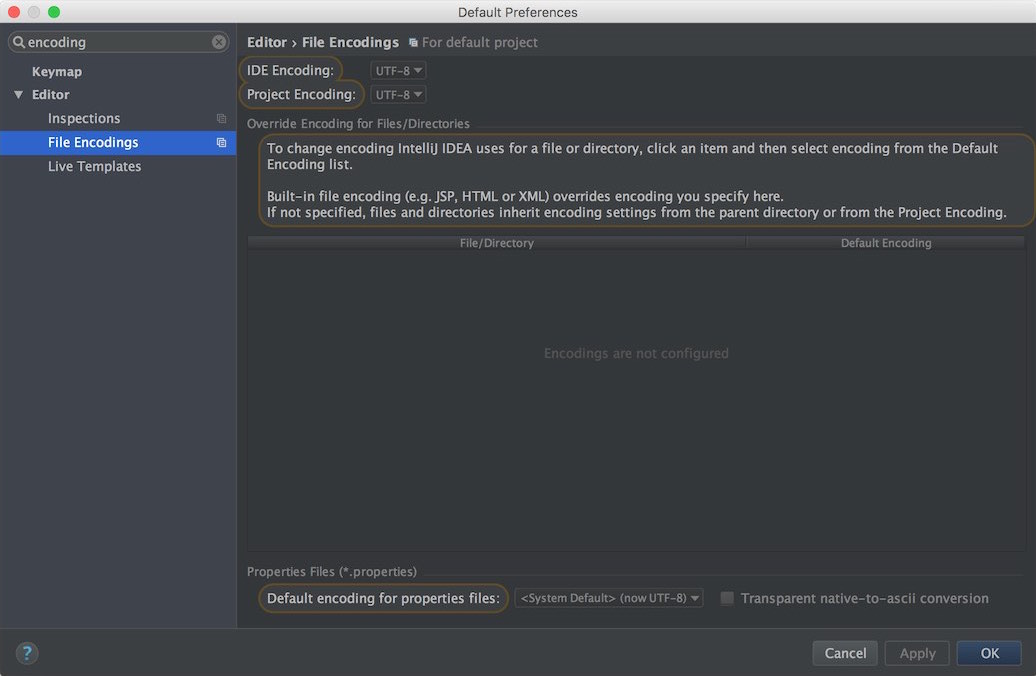 Default Preferences
encoding
Keymap
Editor
Inspections
File Encodings
Live Templates
Editor › File Encodings For default project
IDE Encoding: UTF-8
Project Encoding: UTF-8
Override Encoding for Files/Directories
To change encoding IntelliJ IDEA uses for a file or directory, click an item and then select encoding from the Default
Encoding list.
Built-in file encoding (e.g. JSP, HTML or XML) overrides encoding you specify here.
If not specified, files and directories inherit encoding settings from the parent directory or from the Project Encoding.
File/Directory Default Encoding
Encodings are not configured
Properties Files (*.properties)
Default encoding for properties files: <System Default> (now UTF-8) Transparent native-to-ascii conversion
? Cancel Apply OK